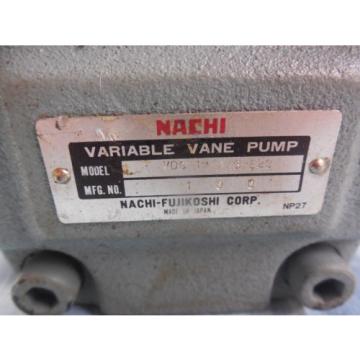 NACHI
VARIABLE VANE PUMP
MODEL
MFG. NO.
NACHI-FUJIKOSHI CORP.
MADE IN JAPAN
NP27